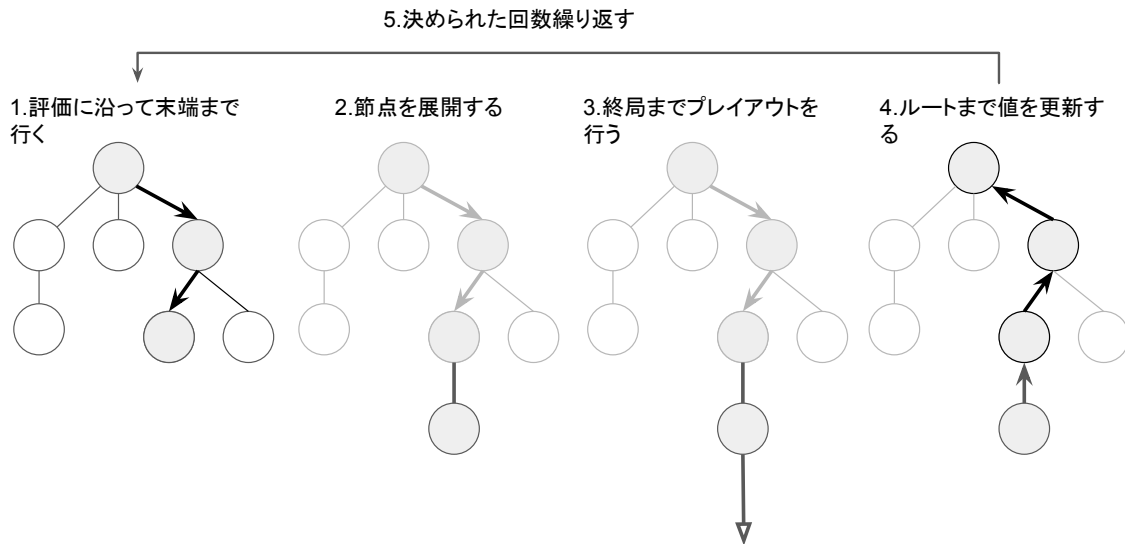 5.決められた回数繰り返す
1.評価に沿って末端まで
行く
2.節点を展開する
3.終局までプレイアウトを
行う
4.ルートまで値を更新す
る